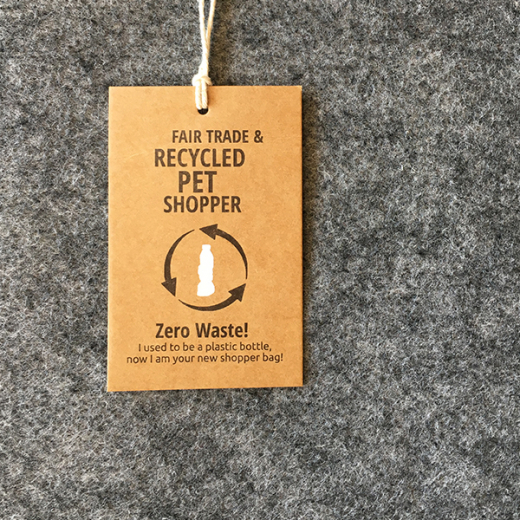 FAIR TRADE &
RECYCLED
PET
SHOPPER
Zero Waste!
I used to be a plastic bottle,
now I am your new shopper bag!